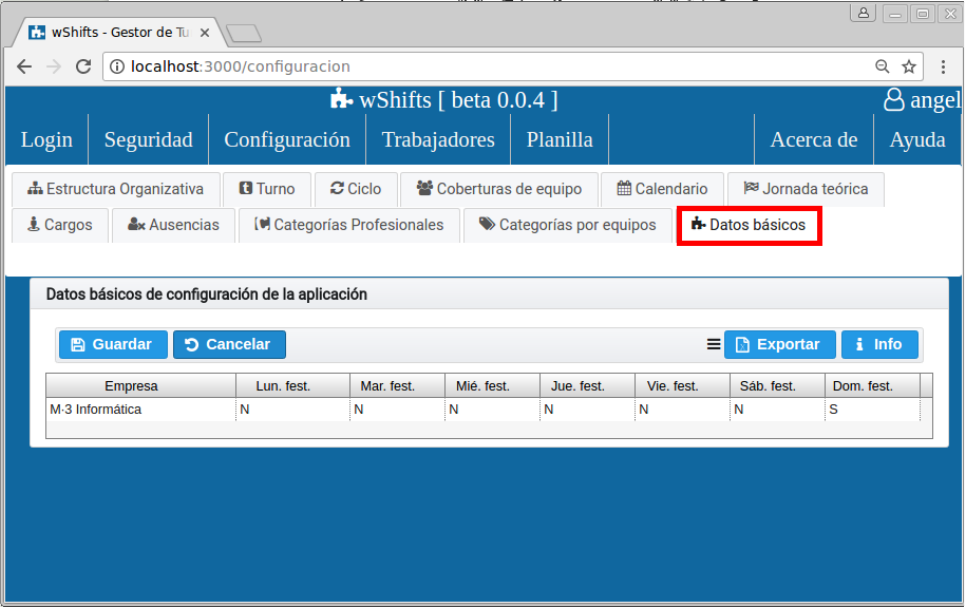 wShifts - Gestor de Tu
localhost:3000/configuracion
wShifts [ beta 0.0.4 ] angel
Login Seguridad Configuración Trabajadores Planilla Acerca de Ayuda
Estructura Organizativa Turno Ciclo Coberturas de equipo Calendario Jornada teórica
Cargos Ausencias Categorías Profesionales Categorías por equipos Datos básicos
Datos básicos de configuración de la aplicación
Guardar Cancelar Exportar Info
Empresa Lun. fest. Mar. fest. Mié. fest. Jue. fest. Vie. fest. Sáb. fest. Dom. fest.
M·3 Informática N N N N N N S